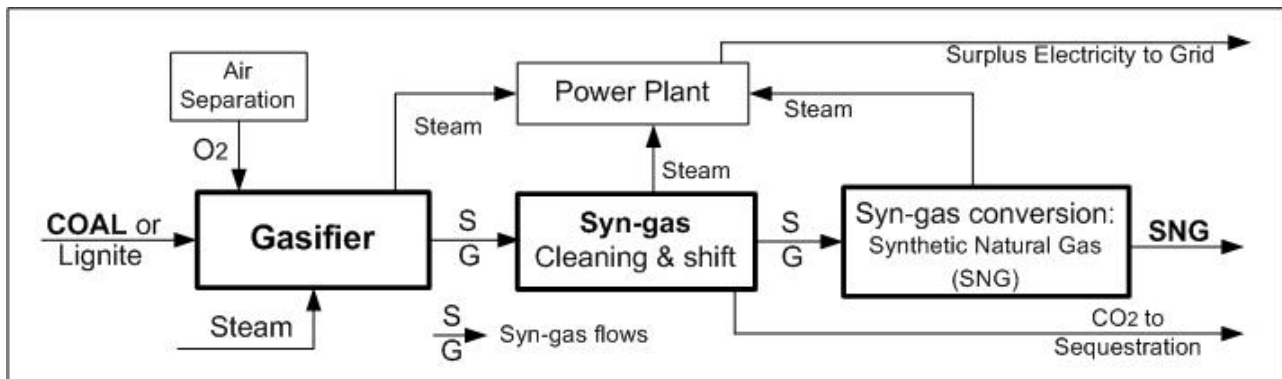 Air
Separation
O2
COAL or
Lignite
Gasifier
Steam
Steam
S
G
S
G
Syn-gas flows
Power Plant
Steam
Syn-gas
Cleaning & shift
S
G
Steam
Surplus Electricity to Grid
Syn-gas conversion:
Synthetic Natural Gas
(SNG)
SNG
CO2 to
Sequestration